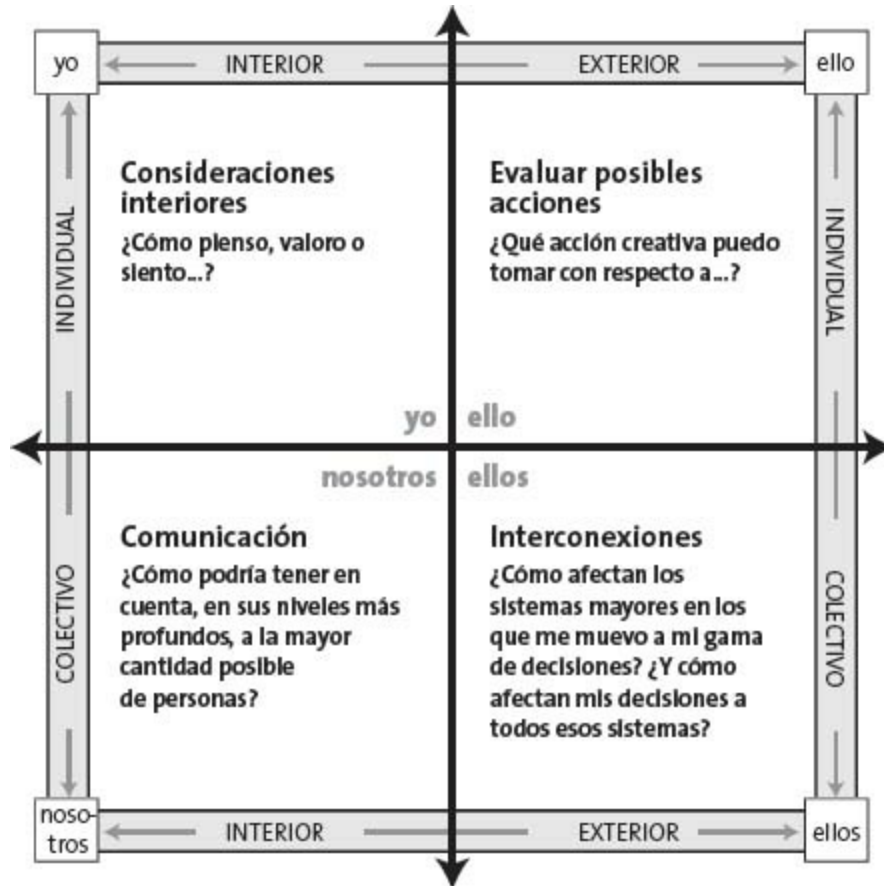 yo
INTERIOR
EXTERIOR
ello
INDIVIDUAL
Consideraciones
interiores
¿Cómo pienso, valoro o
siento...?
Evaluar posibles
acciones
¿Qué acción creativa puedo
tomar con respecto a...?
INDIVIDUAL
yo
ello
nosotros
ellos
COLECTIVO
Comunicación
¿Cómo podría tener en
cuenta, en sus niveles más
profundos, a la mayor
cantidad posible
de personas?
Interconexiones
¿Cómo afectan los
sistemas mayores en los
que me muevo a mi gama
de decisiones? ¿Y cómo
afectan mis decisiones a
todos esos sistemas?
COLECTIVO
noso-
tros
INTERIOR
EXTERIOR
ellos